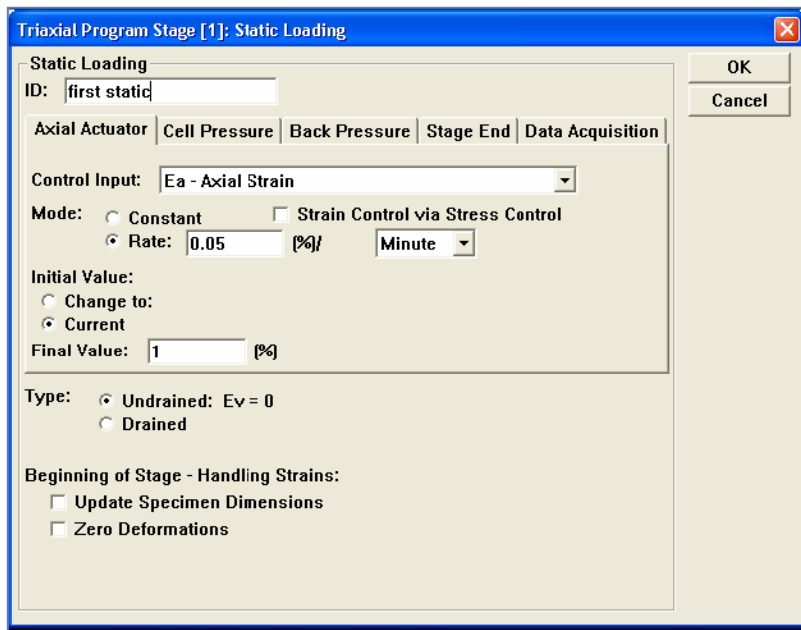 Triaxial Program Stage [1]: Static Loading
Static Loading
OK
ID: first static
Cancel
Axial Actuator Cell Pressure Back Pressure Stage End Data Acquisition
Control Input: Ea - Axial Strain
Mode: Constant Strain Control via Stress Control
Rate: 0.05 (%)/ Minute
Initial Value:
Change to:
Current
Final Value: 1 (%)
Type: Undrained: Ev = 0
Drained
Beginning of Stage - Handling Strains:
Update Specimen Dimensions
Zero Deformations